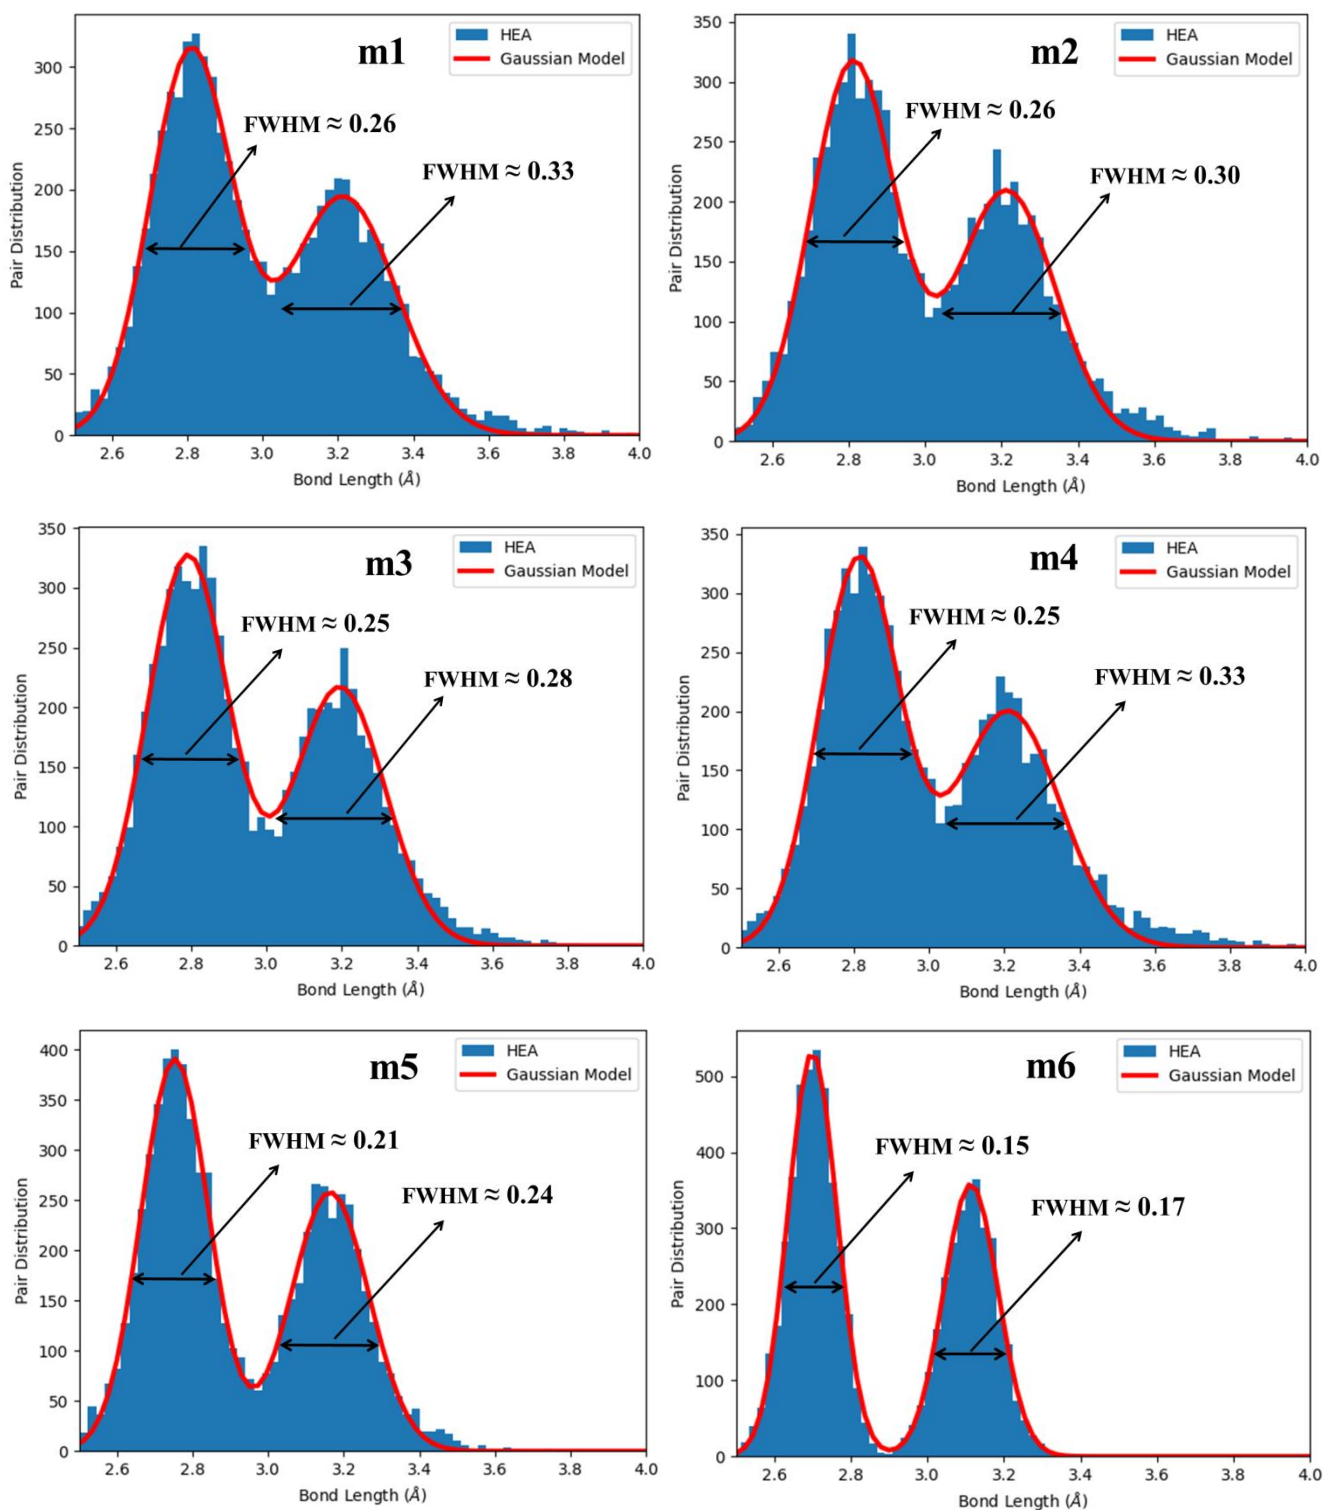 m1
HEA
Gaussian Model
FWHM ≈ 0.26
FWHM ≈ 0.33
Pair Distribution
300
250
200
150
100
50
0
2.6 2.8 3.0 3.2 3.4 3.6 3.8 4.0
Bond Length (Å)
m2
HEA
Gaussian Model
FWHM ≈ 0.26
FWHM ≈ 0.30
Pair Distribution
350
300
250
200
150
100
50
0
2.6 2.8 3.0 3.2 3.4 3.6 3.8 4.0
Bond Length (Å)
m3
HEA
Gaussian Model
FWHM ≈ 0.25
FWHM ≈ 0.28
Pair Distribution
350
300
250
200
150
100
50
0
2.6 2.8 3.0 3.2 3.4 3.6 3.8 4.0
Bond Length (Å)
m4
HEA
Gaussian Model
FWHM ≈ 0.25
FWHM ≈ 0.33
Pair Distribution
350
300
250
200
150
100
50
0
2.6 2.8 3.0 3.2 3.4 3.6 3.8 4.0
Bond Length (Å)
m5
HEA
Gaussian Model
FWHM ≈ 0.21
FWHM ≈ 0.24
Pair Distribution
400
350
300
250
200
150
100
50
0
2.6 2.8 3.0 3.2 3.4 3.6 3.8 4.0
Bond Length (Å)
m6
HEA
Gaussian Model
FWHM ≈ 0.15
FWHM ≈ 0.17
Pair Distribution
500
400
300
200
100
0
2.6 2.8 3.0 3.2 3.4 3.6 3.8 4.0
Bond Length (Å)